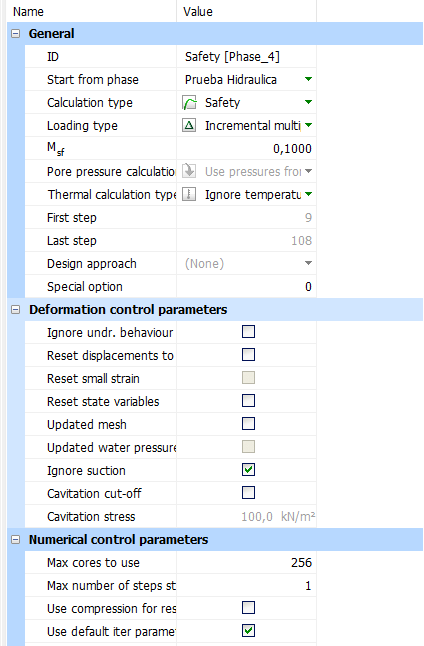 Name Value
General
ID Safety [Phase_4]
Start from phase Prueba Hidraulica
Calculation type Safety
Loading type Incremental multi
Msf 0,1000
Pore pressure calculation Use pressures from
Thermal calculation type Ignore temperatu
First step 9
Last step 108
Design approach (None)
Special option 0
Deformation control parameters
Ignore undr. behaviour
Reset displacements to
Reset small strain
Reset state variables
Updated mesh
Updated water pressure
Ignore suction
Cavitation cut-off
Cavitation stress 100,0 kN/m²
Numerical control parameters
Max cores to use 256
Max number of steps st 1
Use compression for res
Use default iter paramet